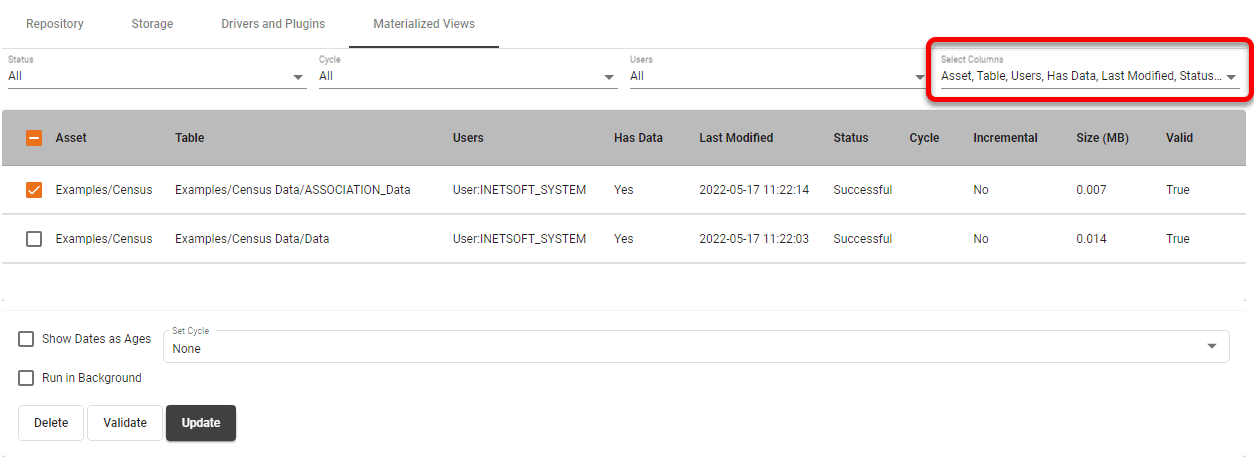 Repository Storage Drivers and Plugins Materialized Views
Status Cycle Users Select Columns
All All All Asset, Table, Users, Has Data, Last Modified, Status...
Asset Table Users Has Data Last Modified Status Cycle Incremental Size (MB) Valid
Examples/Census Examples/Census Data/ASSOCIATION_Data User:INETSOFT_SYSTEM Yes 2022-05-17 11:22:14 Successful No 0.007 True
Examples/Census Examples/Census Data/Data User:INETSOFT_SYSTEM Yes 2022-05-17 11:22:03 Successful No 0.014 True
Set Cycle
Show Dates as Ages None
Run in Background
Delete Validate Update